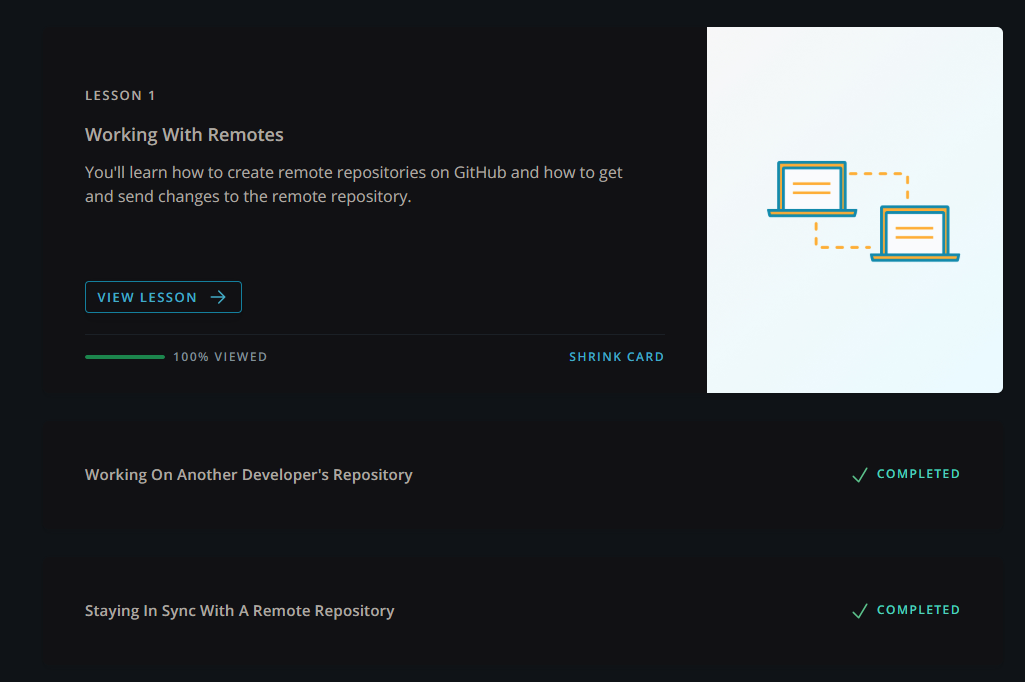 LESSON 1
Working With Remotes
You'll learn how to create remote repositories on GitHub and how to get
and send changes to the remote repository.
VIEW LESSON
100% VIEWED
SHRINK CARD
Working On Another Developer's Repository
COMPLETED
Staying In Sync With A Remote Repository
COMPLETED